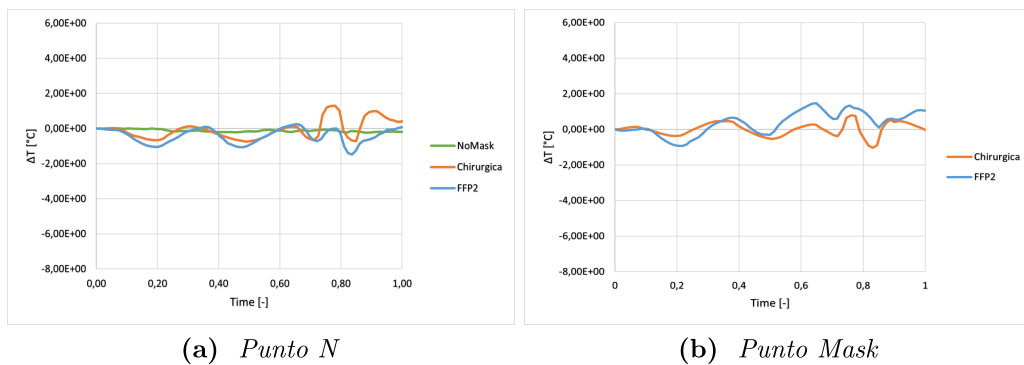 6,00E+00
4,00E+00
2,00E+00
0,00E+00
-2,00E+00
-4,00E+00
-6,00E+00
-8,00E+00
ΔT [°C]
0,00 0,20 0,40 0,60 0,80 1,00
Time [-]
NoMask
Chirurgica
FFP2
(a) Punto N
6,00E+00
4,00E+00
2,00E+00
0,00E+00
-2,00E+00
-4,00E+00
-6,00E+00
-8,00E+00
ΔT [°C]
0 0,2 0,4 0,6 0,8 1
Time [-]
Chirurgica
FFP2
(b) Punto Mask